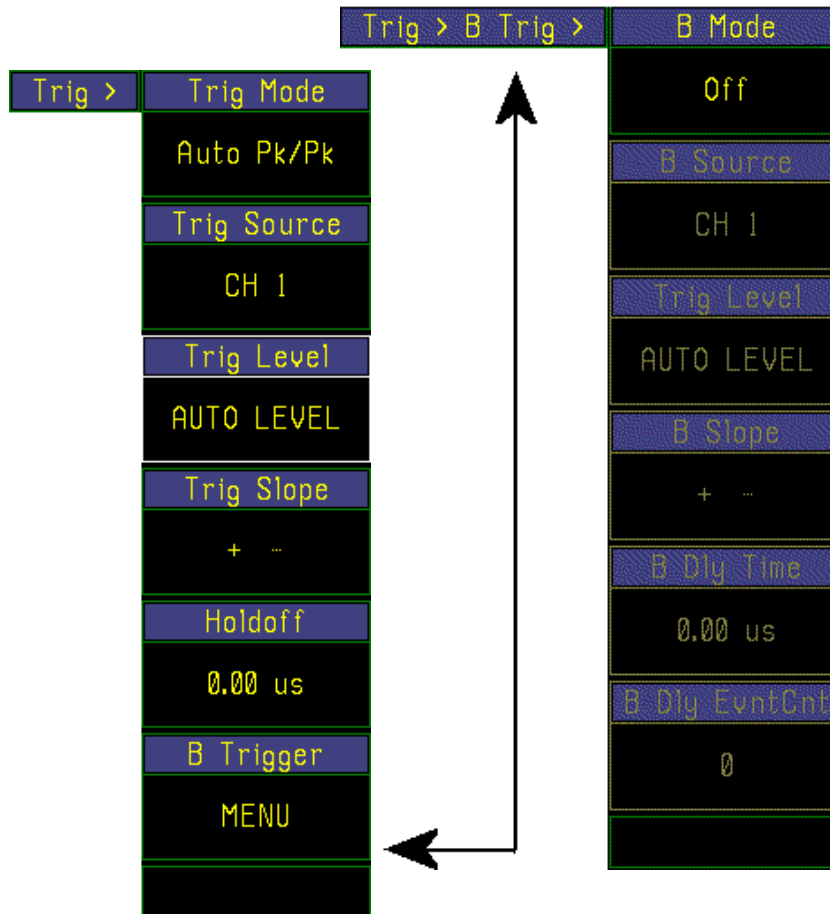 Trig >
Trig Mode
Auto Pk/Pk
Trig Source
CH 1
Trig Level
AUTO LEVEL
Trig Slope
+ -
Holdoff
0.00 us
B Trigger
MENU
Trig > B Trig >
B Mode
Off
B Source
CH 1
Trig Level
AUTO LEVEL
B Slope
+ -
B Dly Time
0.00 us
B Dly EvntCnt
0